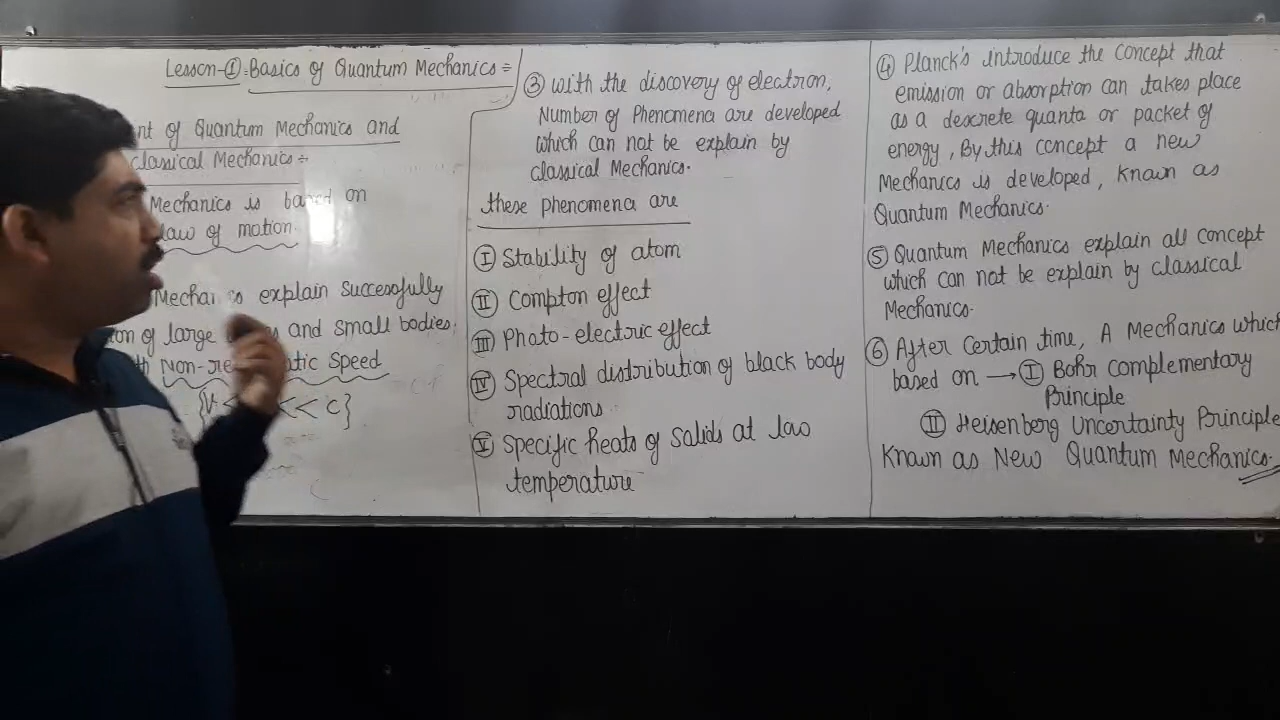 Lesson-① :- Basics of Quantum Mechanics :-
of Quantum Mechanics and
classical Mechanics :-
Mechanics is based on
law of motion.
Mechanics explain successfully
of large and small bodies.
Non- Speed
{V < << c}
③ with the discovery of electron,
Number of Phenomena are developed
which can not be explain by
classical Mechanics.
these phenomena are
Ⓘ Stability of atom
Ⓘⓘ Compton effect
Ⓘⓘⓘ Photo-electric effect
ⒾⓋ Spectral distribution of black body
radiations.
Ⓘ Specific heats of Solids at low
temperature
④ Planck's introduce the concept that
emission or absorption can takes place
as a descrete quanta or packet of
energy, By this concept a new
Mechanics is developed, Known as
Quantum Mechanics.
⑤ Quantum Mechanics explain all concept
which can not be explain by classical
Mechanics.
⑥ After Certain time, A Mechanics which
based on → Ⓘ Bohr complementary
Principle
ⒾⒾ Heisenberg Uncertainty Principle
Known as New Quantum Mechanics.